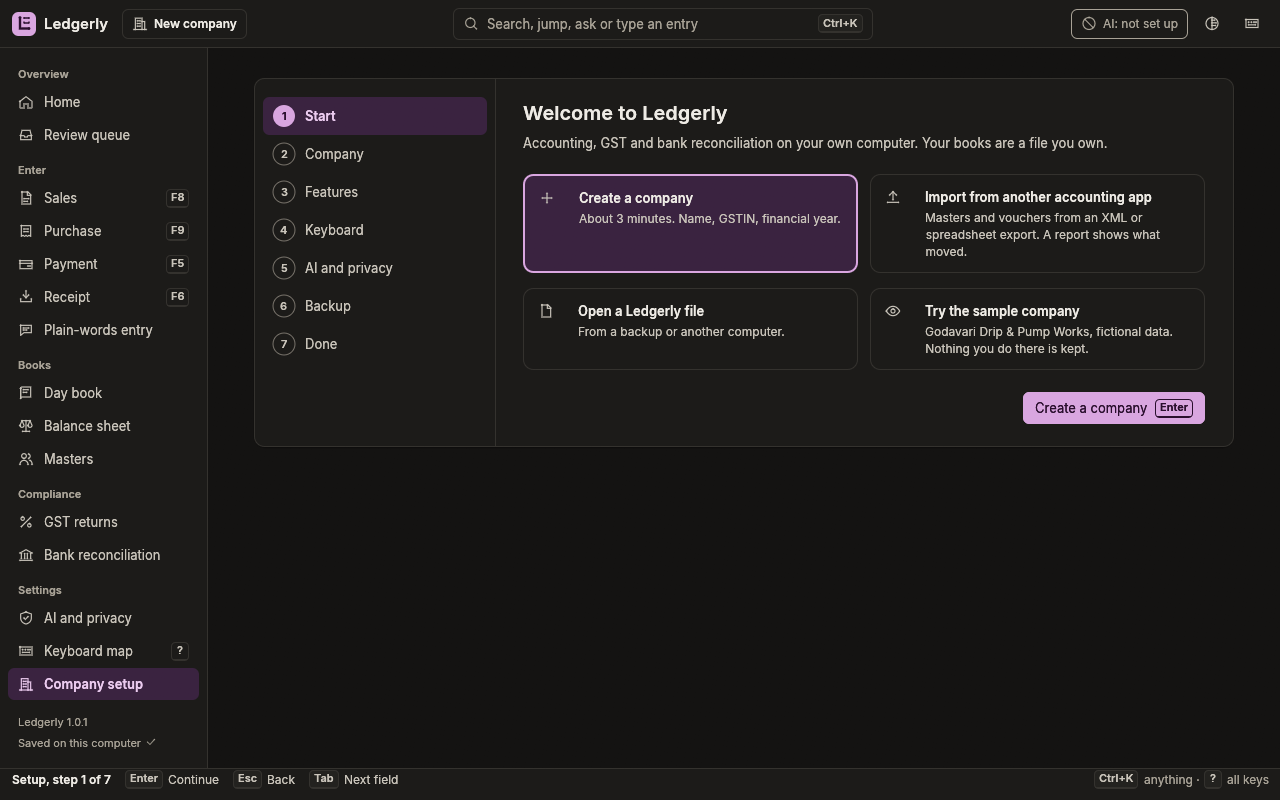 Ledgerly
New company
Search, jump, ask or type an entry
Ctrl+K
AI: not set up
Overview
Home
Review queue
Enter
Sales F8
Purchase F9
Payment F5
Receipt F6
Plain-words entry
Books
Day book
Balance sheet
Masters
Compliance
GST returns
Bank reconciliation
Settings
AI and privacy
Keyboard map ?
Company setup
Ledgerly 1.0.1
Saved on this computer
1 Start
2 Company
3 Features
4 Keyboard
5 AI and privacy
6 Backup
7 Done
Welcome to Ledgerly
Accounting, GST and bank reconciliation on your own computer. Your books are a file you own.
Create a company
About 3 minutes. Name, GSTIN, financial year.
Import from another accounting app
Masters and vouchers from an XML or
spreadsheet export. A report shows what
moved.
Open a Ledgerly file
From a backup or another computer.
Try the sample company
Godavari Drip & Pump Works, fictional data.
Nothing you do there is kept.
Create a company Enter
Setup, step 1 of 7 Enter Continue Esc Back Tab Next field
Ctrl+K anything · ? all keys